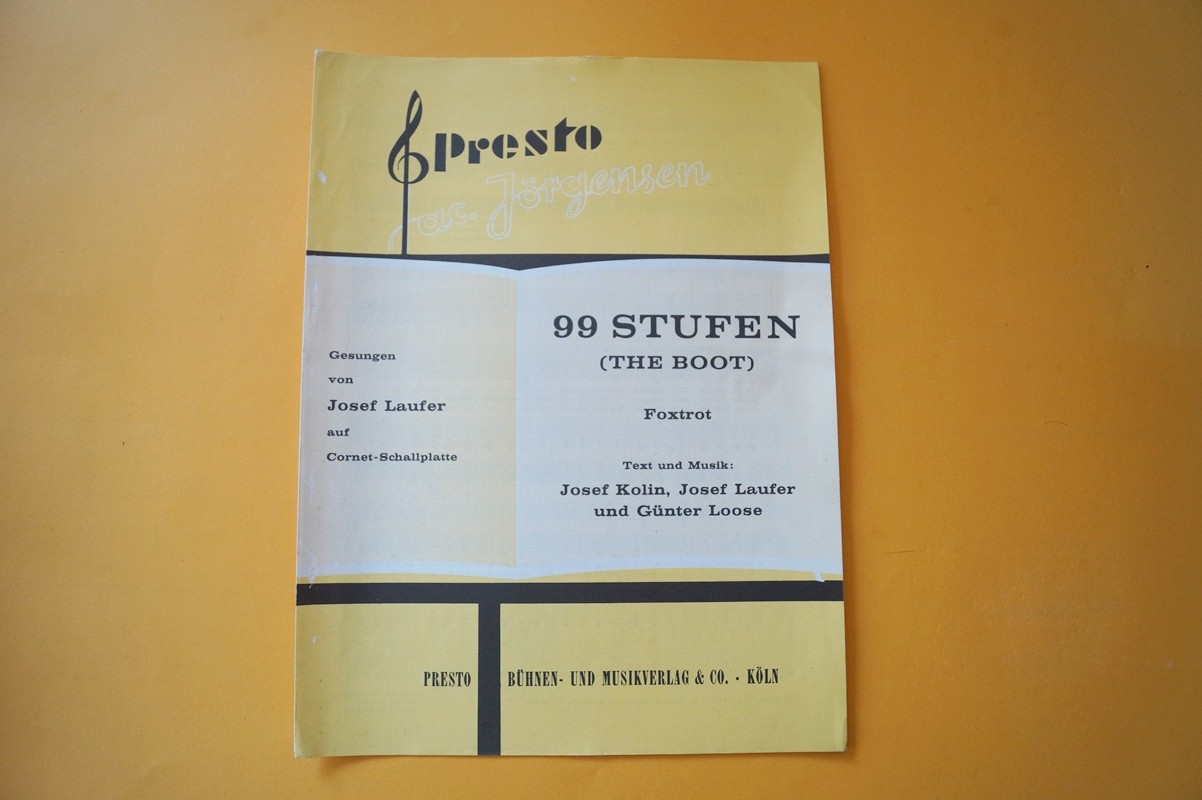 Presto
Jac. Jörgensen
Gesungen
von
Josef Laufer
auf
Cornet-Schallplatte
99 STUFEN
(THE BOOT)
Foxtrot
Text und Musik:
Josef Kolin, Josef Laufer
und Günter Loose
PRESTO BÜHNEN- UND MUSIKVERLAG & CO. · KÖLN